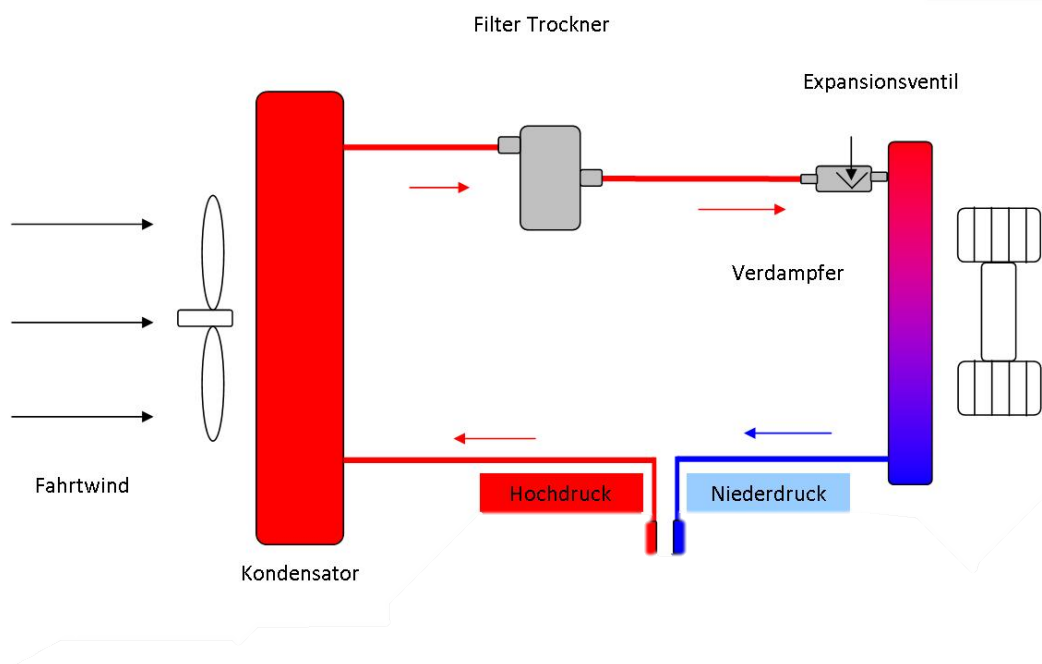 Filter Trockner
Expansionsventil
Verdampfer
Fahrtwind
Hochdruck
Niederdruck
Kondensator